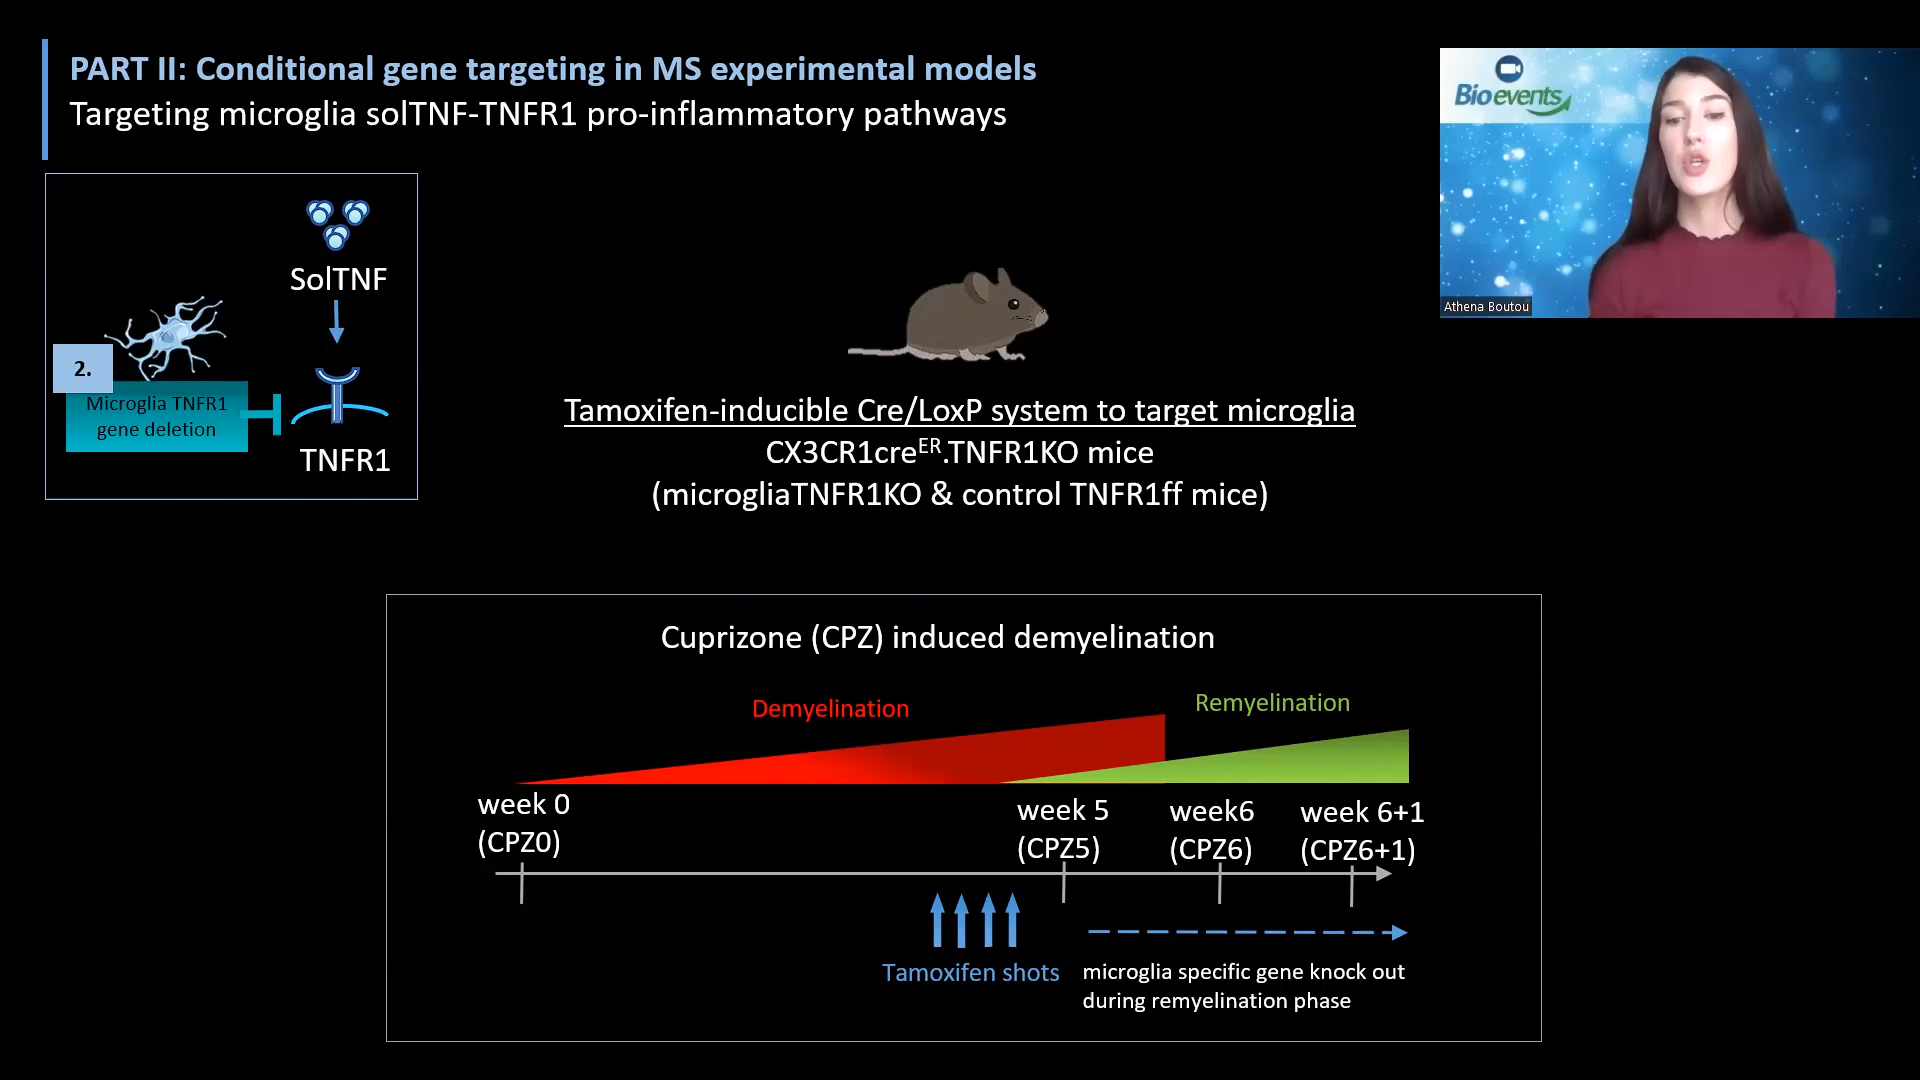 PART II: Conditional gene targeting in MS experimental models
Targeting microglia solTNF-TNFR1 pro-inflammatory pathways
Bioevents
Athena Boutou
SolTNF
2.
Microglia TNFR1
gene deletion
TNFR1
Tamoxifen-inducible Cre/LoxP system to target microglia
CX3CR1creER.TNFR1KO mice
(microgliaTNFR1KO & control TNFR1ff mice)
Cuprizone (CPZ) induced demyelination
Demyelination
Remyelination
week 0
(CPZ0)
week 5
(CPZ5)
week6
(CPZ6)
week 6+1
(CPZ6+1)
Tamoxifen shots
microglia specific gene knock out
during remyelination phase